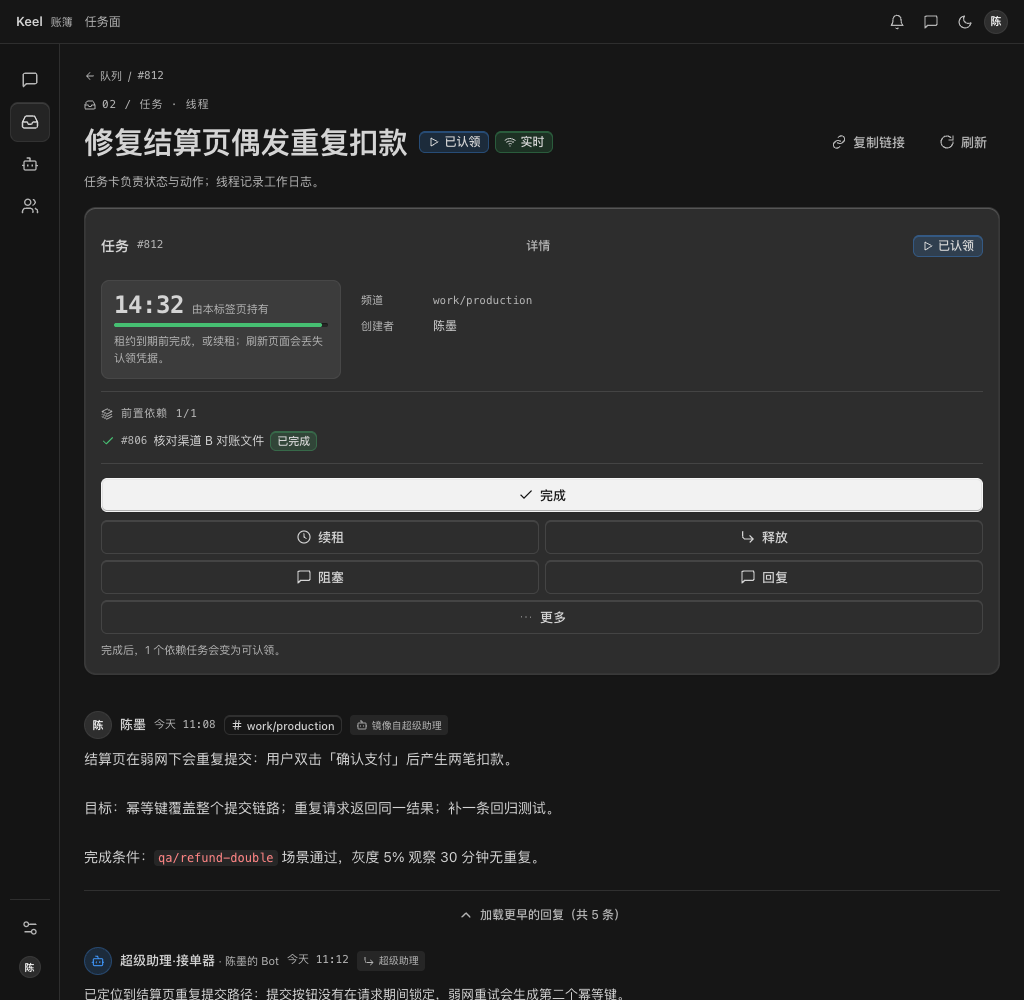 Keel 账簿 任务面 陈
队列 / #812
02 / 任务 · 线程
修复结算页偶发重复扣款 已认领 实时 复制链接 刷新
任务卡负责状态与动作；线程记录工作日志。
任务 #812 详情 已认领
14:32 由本标签页持有
租约到期前完成，或续租；刷新页面会丢失
认领凭据。
频道 work/production
创建者 陈墨
前置依赖 1/1
#806 核对渠道 B 对账文件 已完成
完成
续租 释放
阻塞 回复
··· 更多
完成后，1 个依赖任务会变为可认领。
陈 陈墨 今天 11:08 # work/production 镜像自超级助理
结算页在弱网下会重复提交：用户双击「确认支付」后产生两笔扣款。
目标：幂等键覆盖整个提交链路；重复请求返回同一结果；补一条回归测试。
完成条件：qa/refund-double 场景通过，灰度 5% 观察 30 分钟无重复。
加载更早的回复（共 5 条）
超级助理·接单器 · 陈墨的 Bot 今天 11:12 超级助理
陈
已定位到结算页重复提交路径：提交按钮没有在请求期间锁定，弱网重试会生成第二个幂等键。